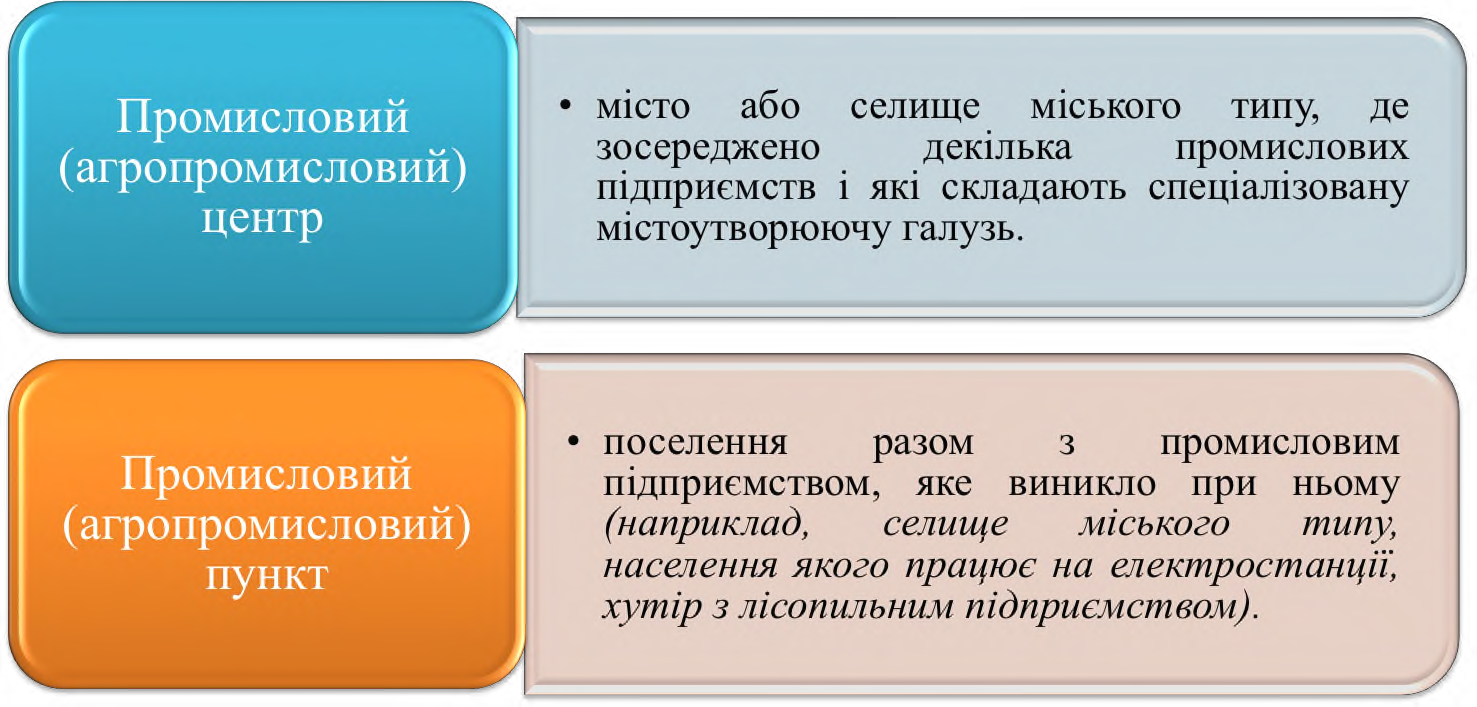 Промисловий
(агропромисловий)
центр
• місто або селище міського типу, де
зосереджено декілька промислових
підприємств і які складають спеціалізовану
містоутворюючу галузь.
Промисловий
(агропромисловий)
пункт
• поселення разом з промисловим
підприємством, яке виникло при ньому
(наприклад, селище міського типу,
населення якого працює на електростанції,
хутір з лісопильним підприємством).